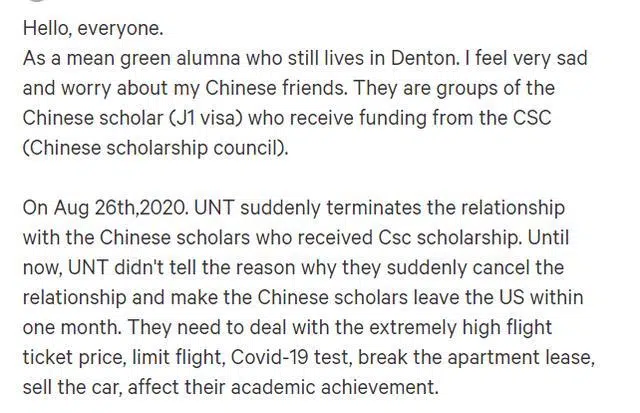 Hello, everyone.
As a mean green alumna who still lives in Denton. I feel very sad
and worry about my Chinese friends. They are groups of the
Chinese scholar (J1 visa) who receive funding from the CSC
(Chinese scholarship council).
On Aug 26th,2020. UNT suddenly terminates the relationship
with the Chinese scholars who received Csc scholarship. Until
now, UNT didn't tell the reason why they suddenly cancel the
relationship and make the Chinese scholars leave the US within
one month. They need to deal with the extremely high flight
ticket price, limit flight, Covid-19 test, break the apartment lease,
sell the car, affect their academic achievement.